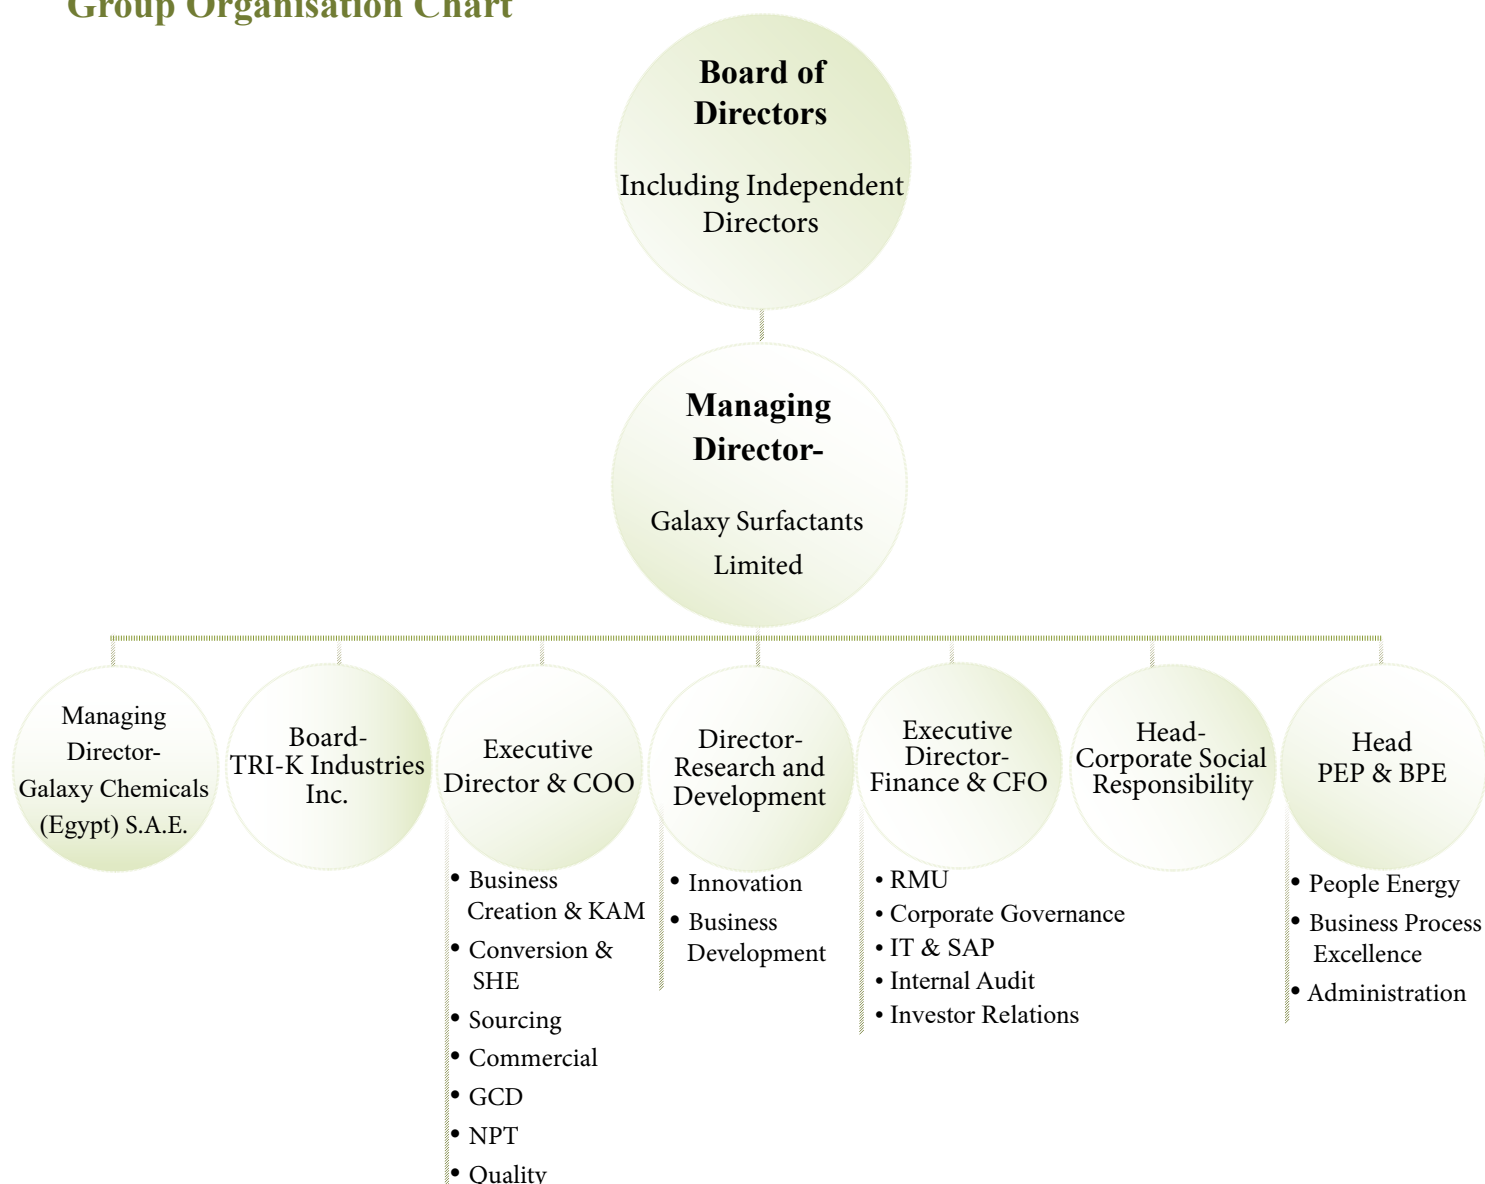 Group Organisation Chart
Board of
Directors
Including Independent
Directors
Managing
Director-
Galaxy Surfactants
Limited
Managing
Director-
Galaxy Chemicals
(Egypt) S.A.E.
Board-
TRI-K Industries
Inc.
Executive
Director & COO
Director-
Research and
Development
Executive
Director-
Finance & CFO
Head-
Corporate Social
Responsibility
Head
PEP & BPE
• Business
Creation & KAM
• Conversion &
SHE
• Sourcing
• Commercial
• GCD
• NPT
• Quality
• Innovation
• Business
Development
• RMU
• Corporate Governance
• IT & SAP
• Internal Audit
• Investor Relations
• People Energy
• Business Process
Excellence
• Administration